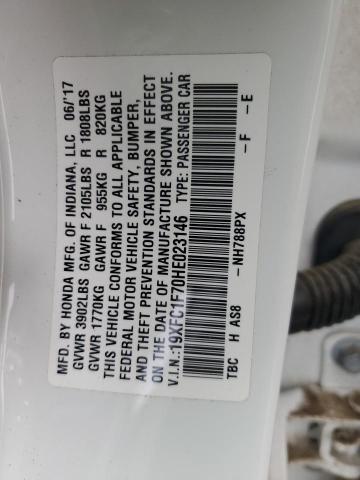 MFD. BY HONDA MFG. OF INDIANA, LLC 06/'17
GVWR 3902LBS GAWR F 2105LBS R 1808LBS
GVWR 1770KG GAWR F 955KG R 820KG
THIS VEHICLE CONFORMS TO ALL APPLICABLE
FEDERAL MOTOR VEHICLE SAFETY, BUMPER,
AND THEFT PREVENTION STANDARDS IN EFFECT
ON THE DATE OF MANUFACTURE SHOWN ABOVE.
V.I.N.:19XFC1F70HE023146 TYPE: PASSENGER CAR
TBC H AS8 -NH788PX -F -E